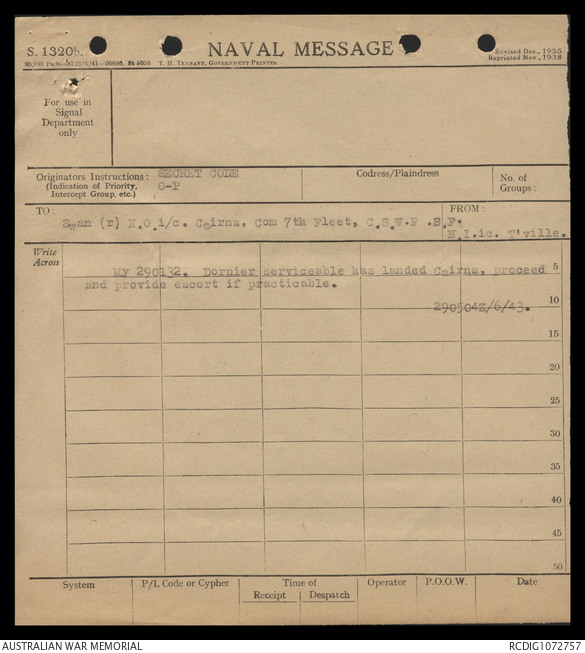 S. 1320b.
NAVAL MESSAGE
Revised Dec., 1935
Reprinted Nov., 1938
T. H. TENNANT, GOVERNMENT PRINTER.
For use in
Signal
Department
only
Originators Instructions:
(Indication of Priority,
Intercept Group, etc.)
SECRET CODE
O-P
Codress/Plaindress
No. of
Groups:
TO:
Swan (r) N.O.i/c. Cairns, Com 7th Fleet, C.S.W.P .S.F.
FROM:
N.I.ic. T'ville.
Write
Across
My 290132. Dornier serviceable has landed Cairns, proceed
and provide escort if practicable.
290504Z/6/43.
5
10
15
20
25
30
35
40
45
50
System
P/L Code or Cypher
Time of
Receipt
Despatch
Operator
P.O.O.W.
Date
AUSTRALIAN WAR MEMORIAL
RCDIG1072757